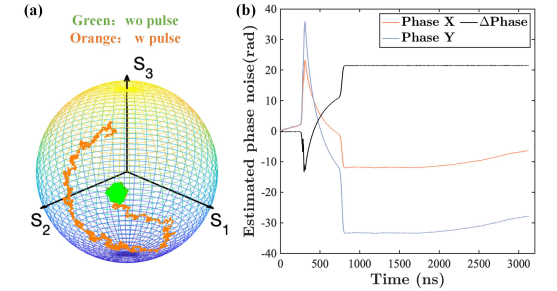 (a)
Green: wo pulse
Orange: w pulse
S3
S2
S1
(b)
Phase X
ΔPhase
Phase Y
Estimated phase noise(rad)
40
30
20
10
0
-10
-20
-30
-40
0
500
1000
1500
2000
2500
3000
Time (ns)